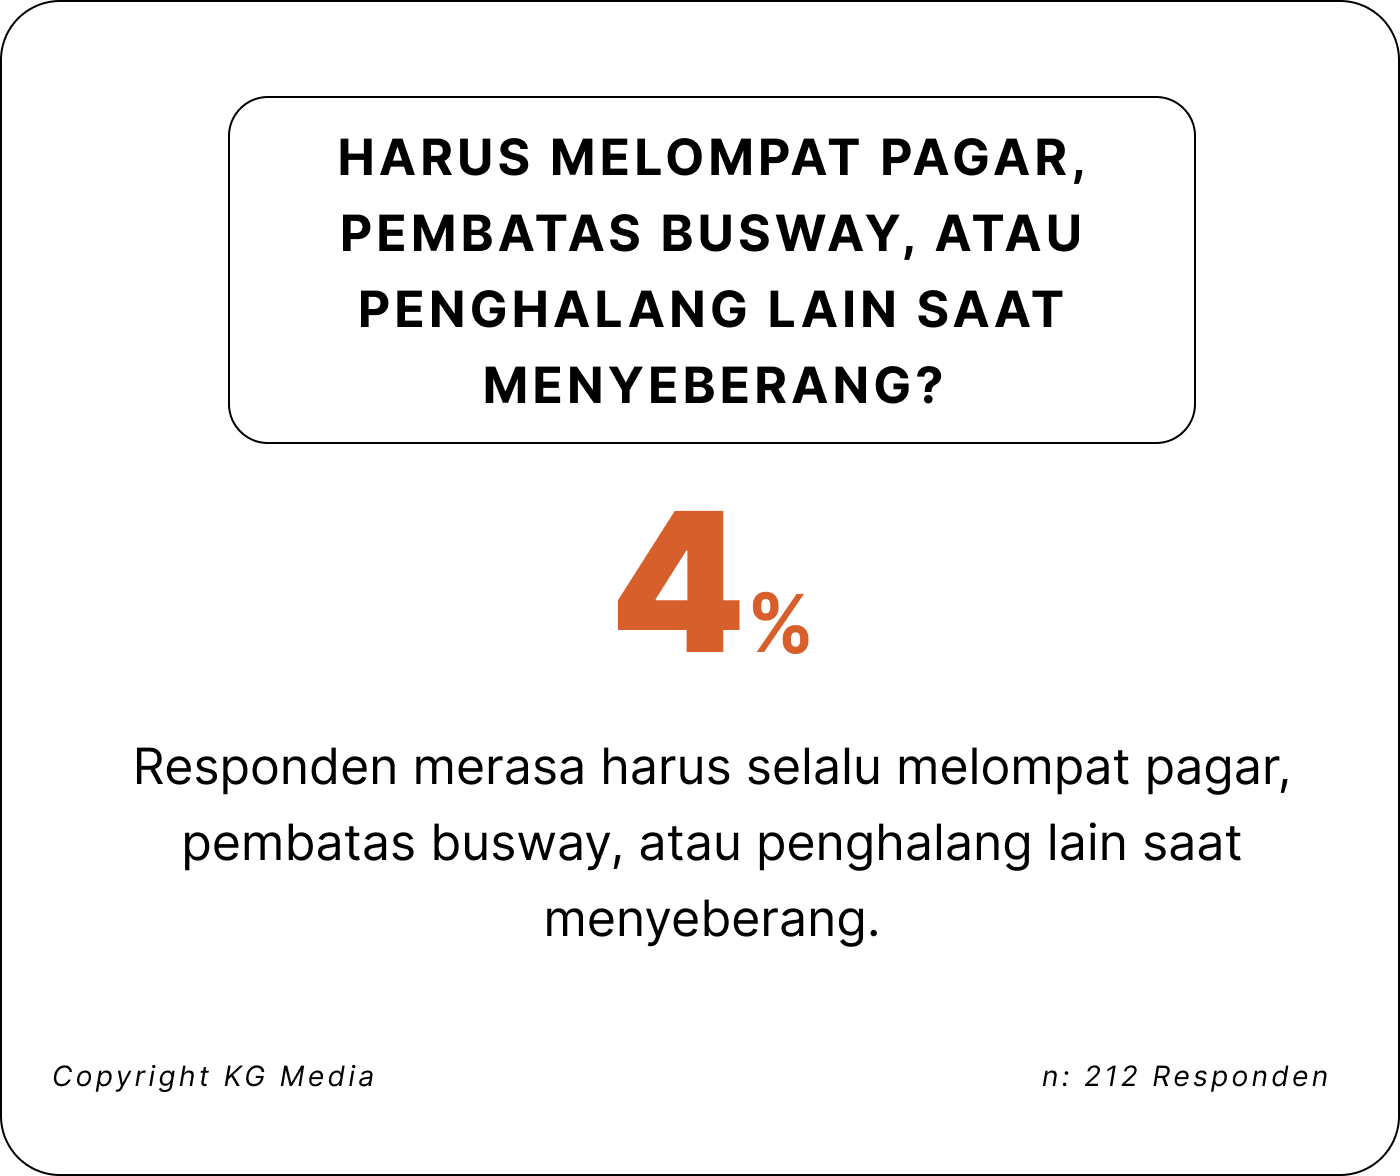 HARUS MELOMPAT PAGAR,
PEMBATAS BUSWAY, ATAU
PENGHALANG LAIN SAAT
MENYEBERANG?
4%
Responden merasa harus selalu melompat pagar,
pembatas busway, atau penghalang lain saat
menyeberang.
Copyright KG Media
n: 212 Responden